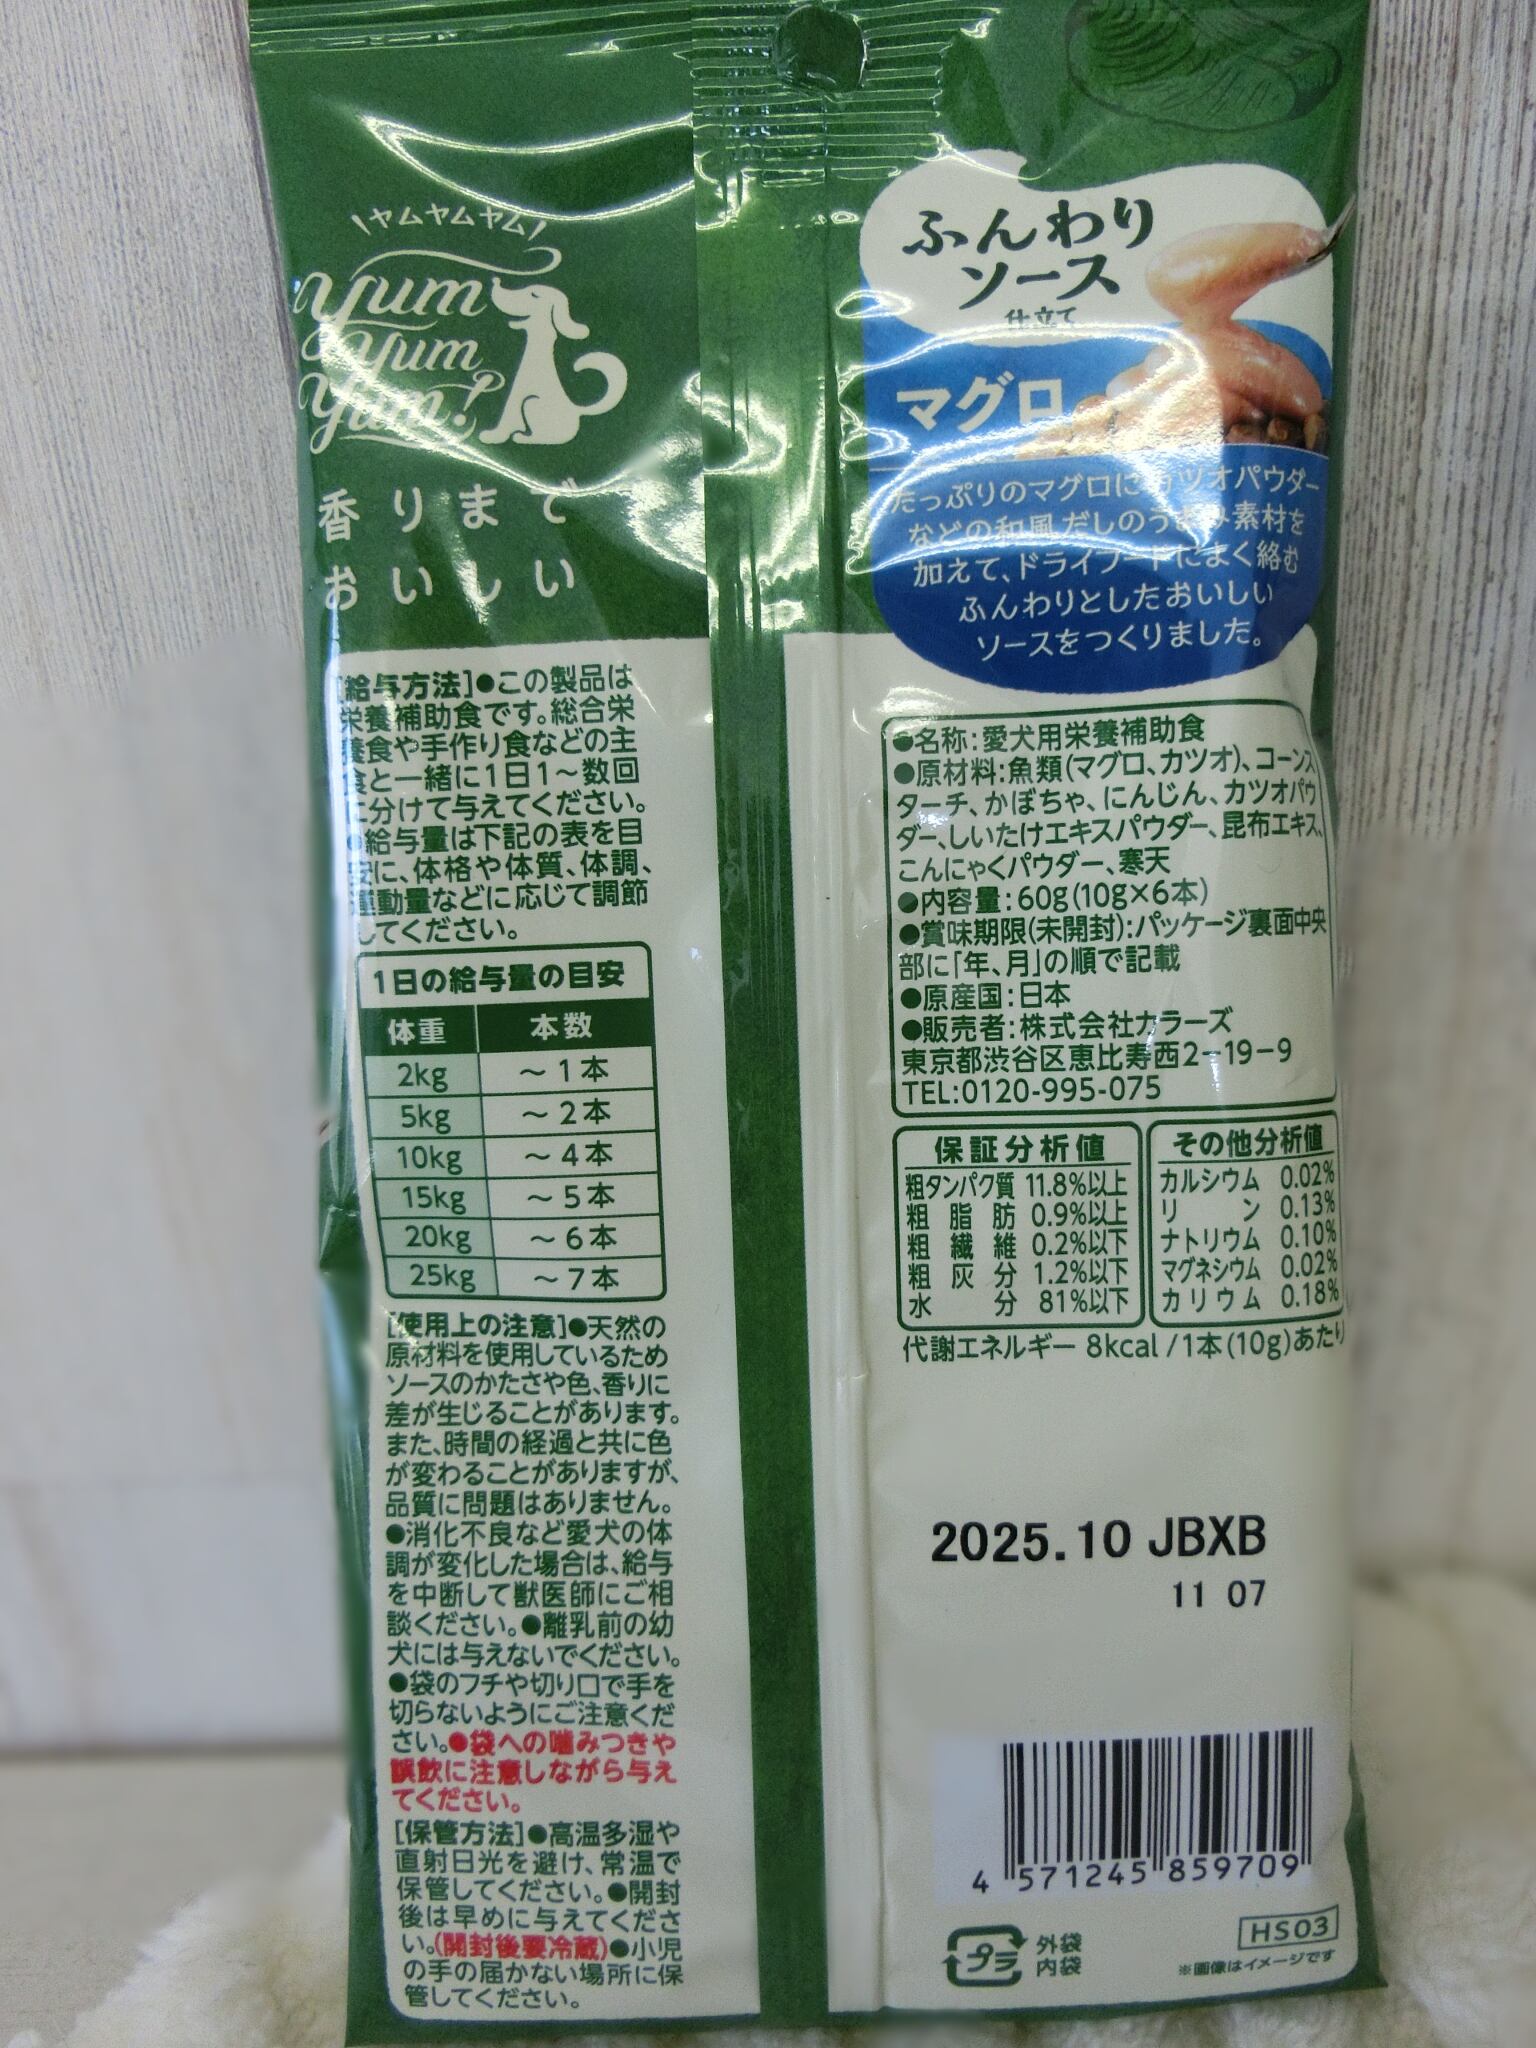 ヤムヤムヤム
Yum
Yum
Yum!
香りまで
おいしい
[給与方法]●この製品は
栄養補助食です。総合栄
養食や手作り食などの主
食と一緒に1日1〜数回
に分けて与えてください。
●給与量は下記の表を目
安に、体格や体質、体調、
運動量などに応じて調節
してください。
1日の給与量の目安
体重 本数
2kg 〜1本
5kg 〜2本
10kg 〜4本
15kg 〜5本
20kg 〜6本
25kg 〜7本
[使用上の注意]●天然の
原材料を使用しているため
ソースのかたさや色、香りに
差が生じることがあります。
また、時間の経過と共に色
が変わることがありますが、
品質に問題はありません。
●消化不良など愛犬の体
調が変化した場合は、給与
を中断して獣医師にご相
談ください。●離乳前の幼
犬には与えないでください。
●袋のフチや切り口で手を
切らないようにご注意くだ
さい。●袋への噛みつきや
誤飲に注意しながら与え
てください。
[保管方法]●高温多湿や
直射日光を避け、常温で
保管してください。●開封
後は早めに与えてくださ
い。(開封後要冷蔵)●小児
の手の届かない場所に保
管してください。
ふんわり
ソース
仕立て
マグロ
たっぷりのマグロにカツオパウダー
などの和風だしのうまみ素材を
加えて、ドライフードによく絡む
ふんわりとしたおいしい
ソースをつくりました。
●名称:愛犬用栄養補助食
●原材料:魚類(マグロ、カツオ)、コーンス
ターチ、かぼちゃ、にんじん、カツオパウ
ダー、しいたけエキスパウダー、昆布エキス、
こんにゃくパウダー、寒天
●内容量:60g(10g×6本)
●賞味期限(未開封):パッケージ裏面中央
部に「年、月」の順で記載
●原産国:日本
●販売者:株式会社カラーズ
東京都渋谷区恵比寿西2-19-9
TEL:0120-995-075
保証分析値
粗タンパク質 11.8%以上
粗脂肪 0.9%以上
粗繊維 0.2%以下
粗灰分 1.2%以下
水分 81%以下
その他分析値
カルシウム 0.02%
リン 0.13%
ナトリウム 0.10%
マグネシウム 0.02%
カリウム 0.18%
代謝エネルギー 8kcal/1本(10g)あたり
2025.10 JBXB
11 07
4 571245 859709
プラ
外袋
内袋
HS03
※画像はイメージです